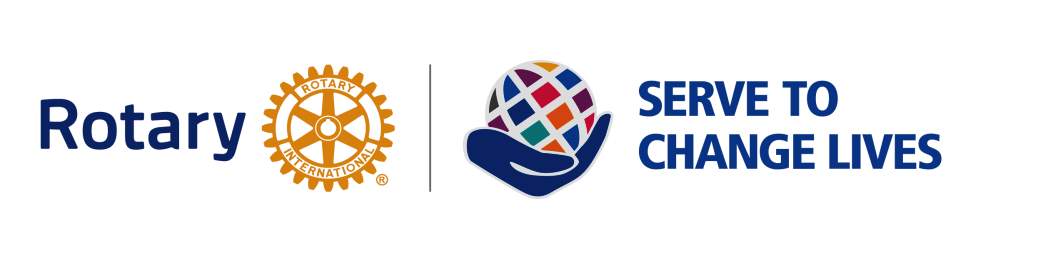 Rotary
ROTARY
INTERNATIONAL
®
SERVE TO
CHANGE LIVES